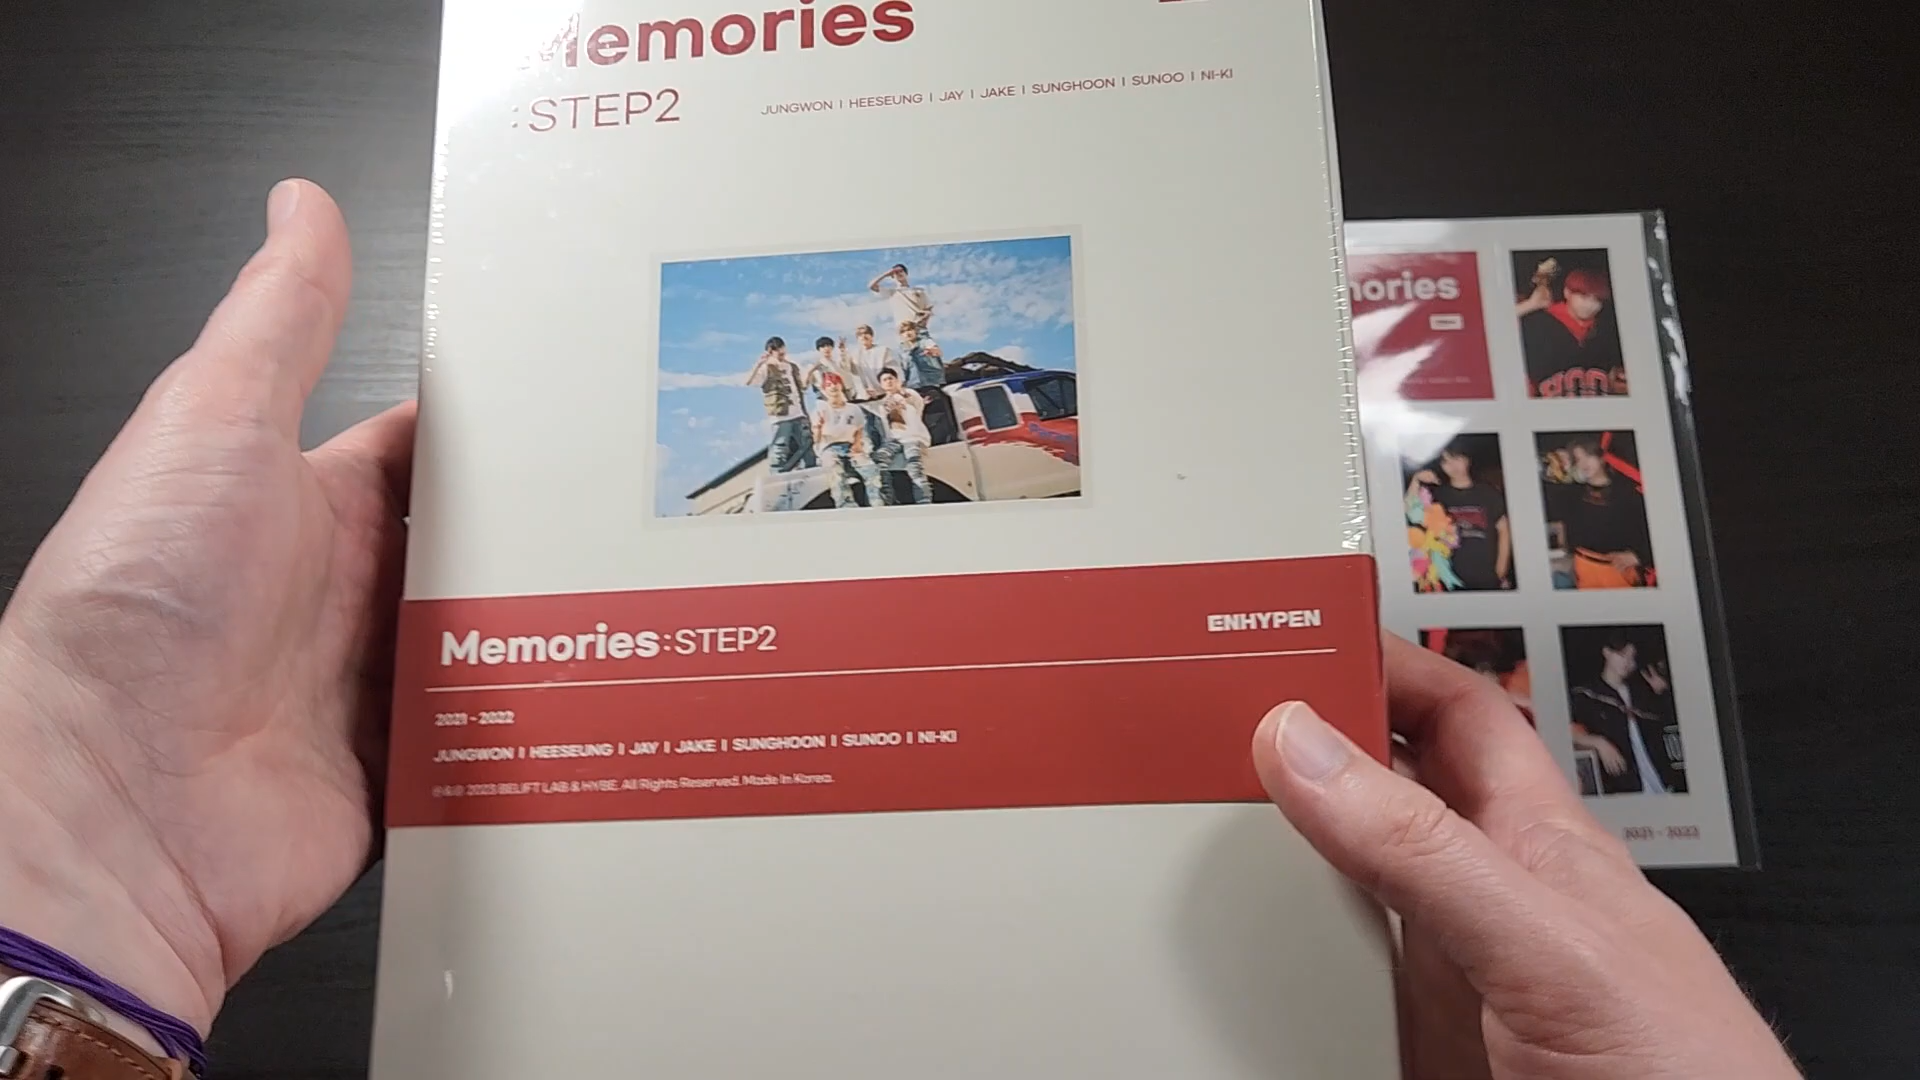 Memories
:STEP2
JUNGWON I HEESEUNG I JAY I JAKE I SUNGHOON I SUNOO I NI-KI
Memories:STEP2
ENHYPEN
2021 - 2022
JUNGWON I HEESEUNG I JAY I JAKE I SUNGHOON I SUNOO I NI-KI
℗ & © 2023 BELIFT LAB & HYBE. All Rights Reserved. Made In Korea.
mories
2021 - 2022